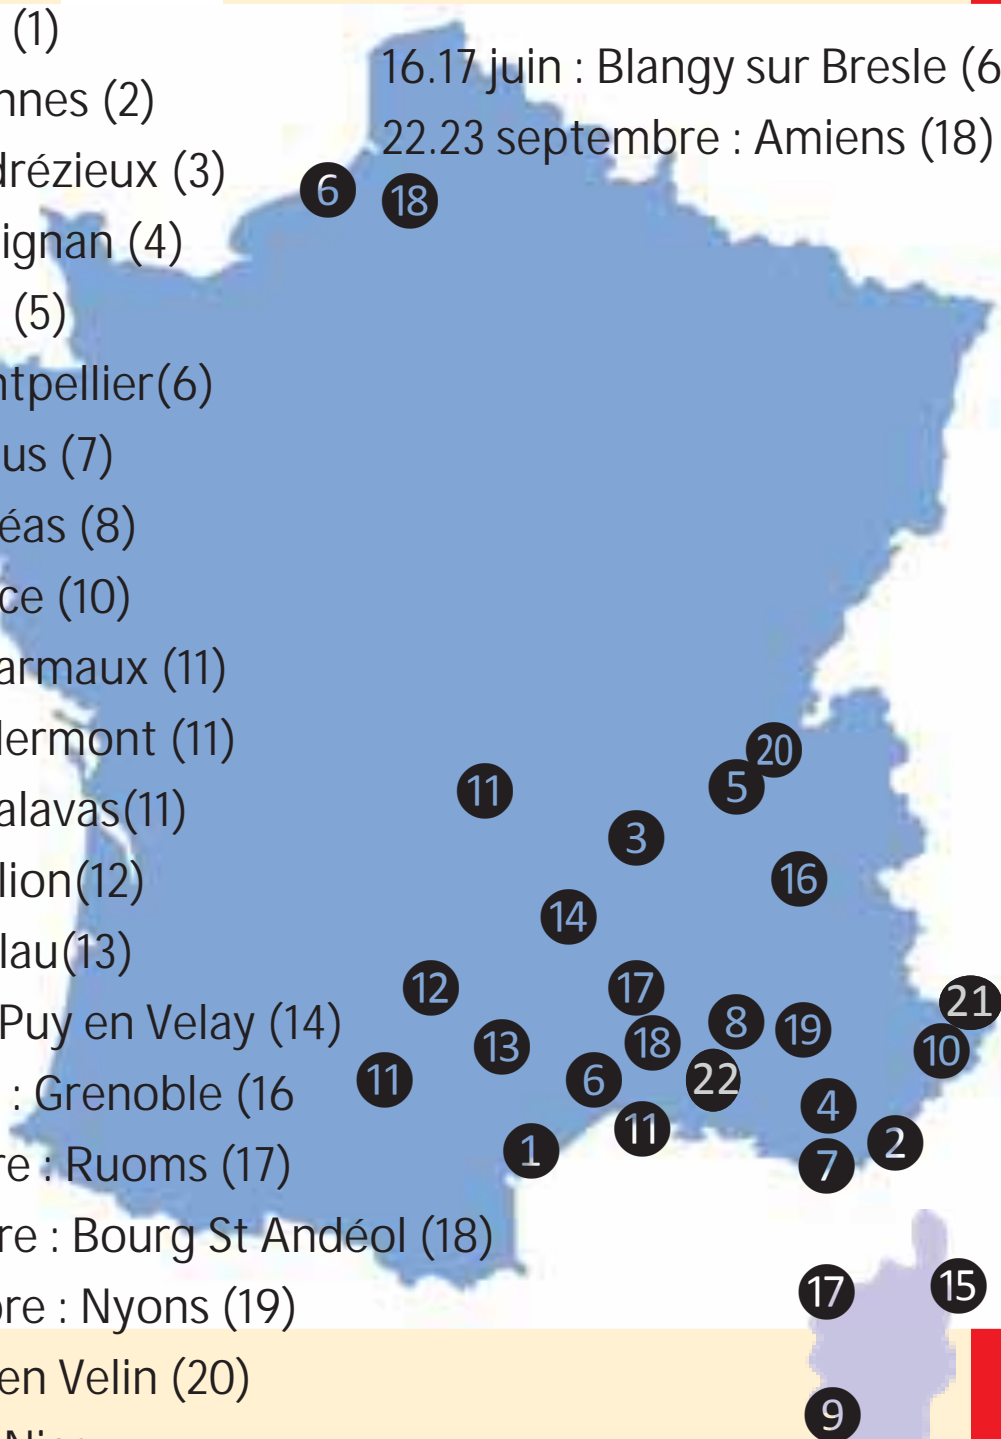 (1)
16.17 juin : Blangy sur Bresle (6
nnes (2)
22.23 septembre : Amiens (18)
drézieux (3)
6
18
ignan (4)
(5)
ntpellier(6)
us (7)
éas (8)
ce (10)
armaux (11)
lermont (11)
20
5
11
alavas(11)
3
lion(12)
16
14
lau(13)
12
17
21
Puy en Velay (14)
8
19
18
13
10
: Grenoble (16
11
6
22
4
11
2
1
7
re : Ruoms (17)
re : Bourg St Andéol (18)
17
15
bre : Nyons (19)
en Velin (20)
9